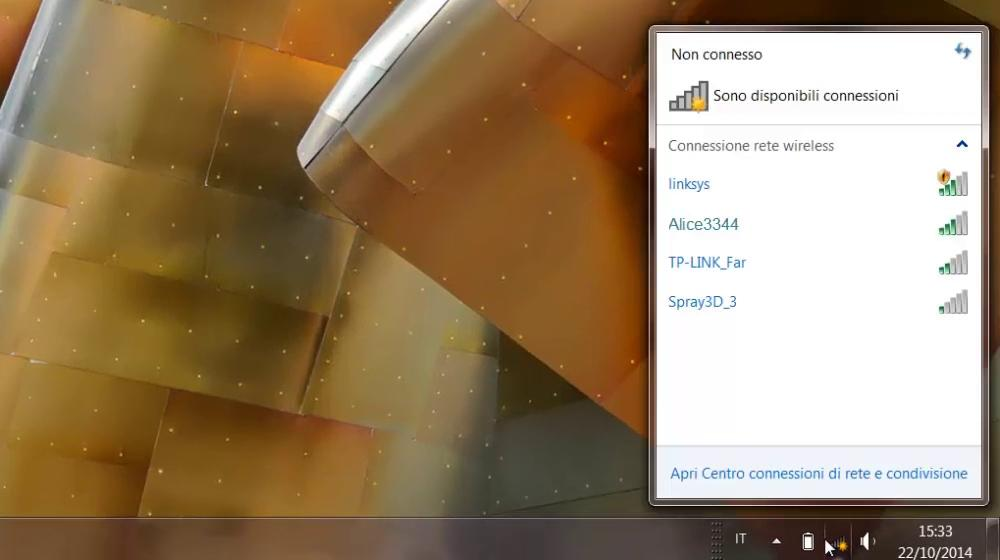 Non connesso
Sono disponibili connessioni
Connessione rete wireless
linksys
Alice3344
TP-LINK_Far
Spray3D_3
Apri Centro connessioni di rete e condivisione
IT
15:33
22/10/2014